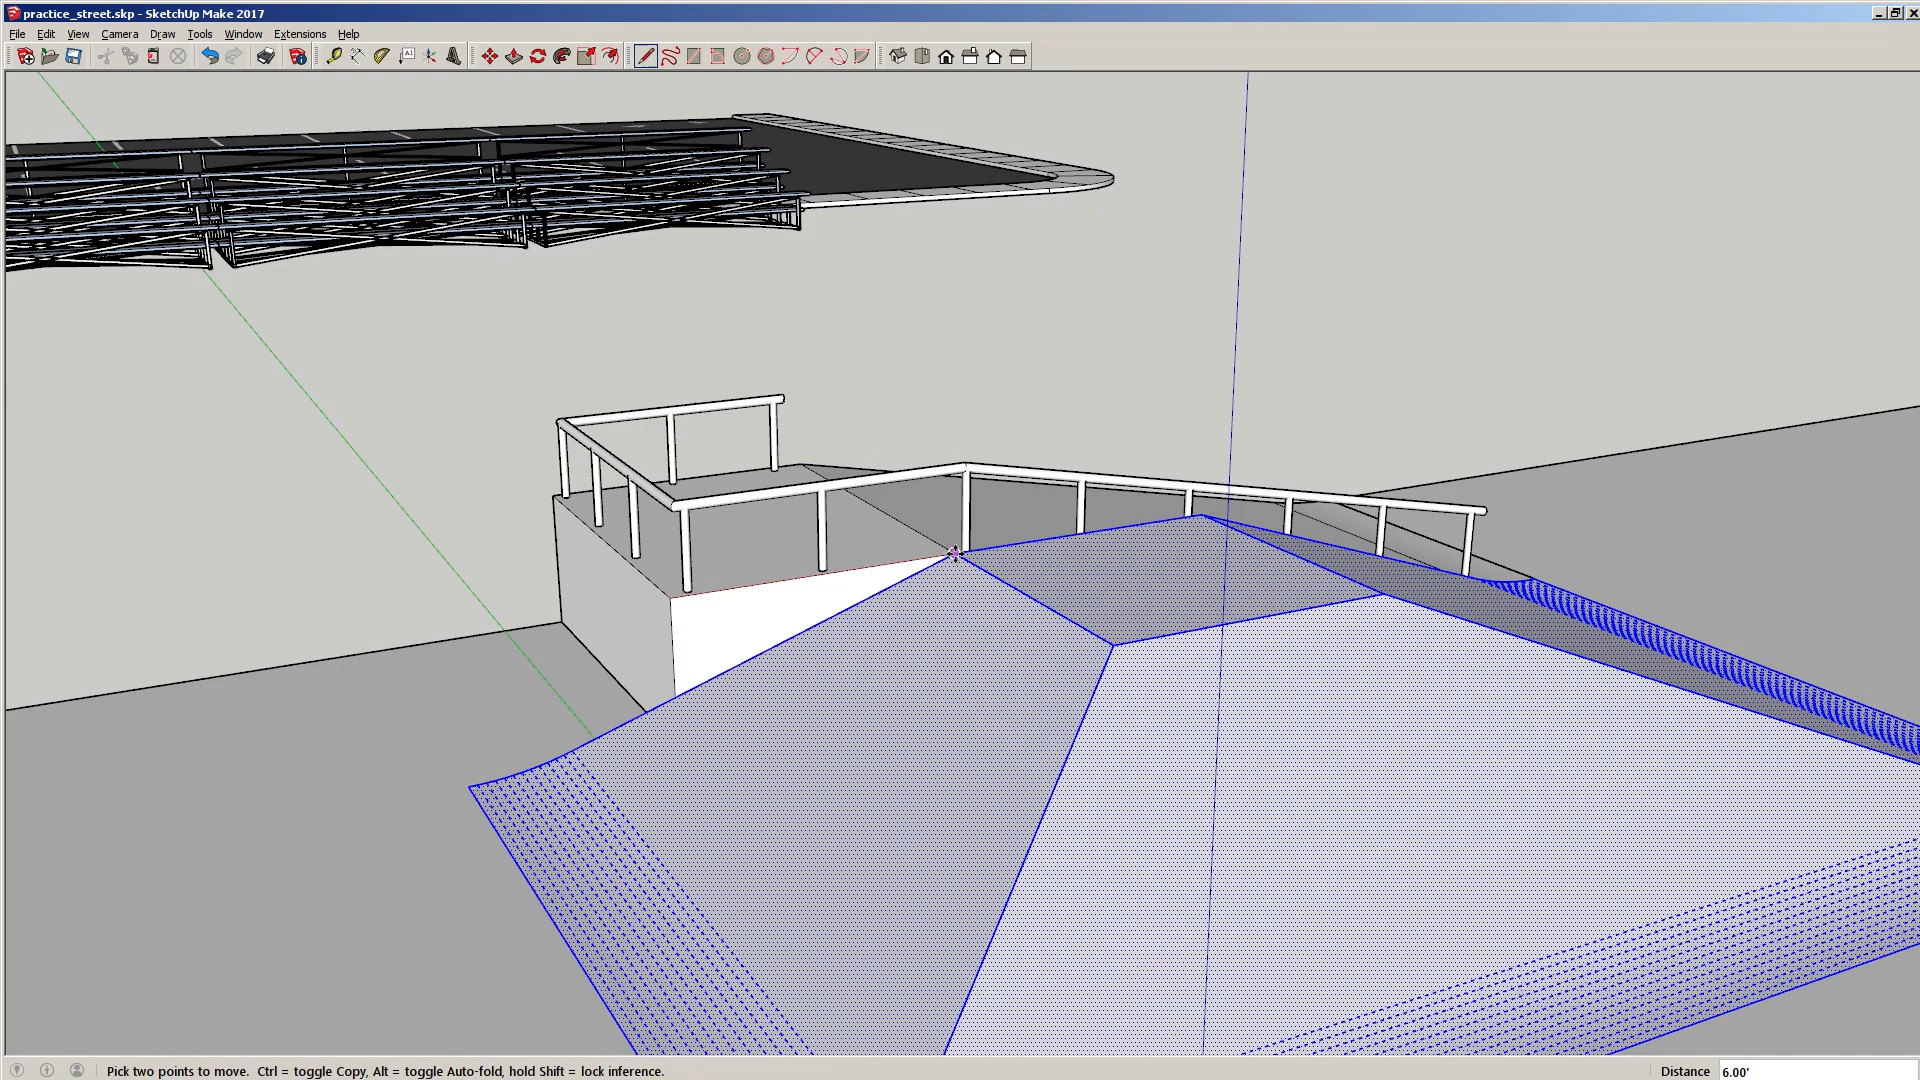 practice_street.skp - SketchUp Make 2017
File Edit View Camera Draw Tools Window Extensions Help
A1
Pick two points to move. Ctrl = toggle Copy, Alt = toggle Auto-fold, hold Shift = lock inference.
Distance 6.00'